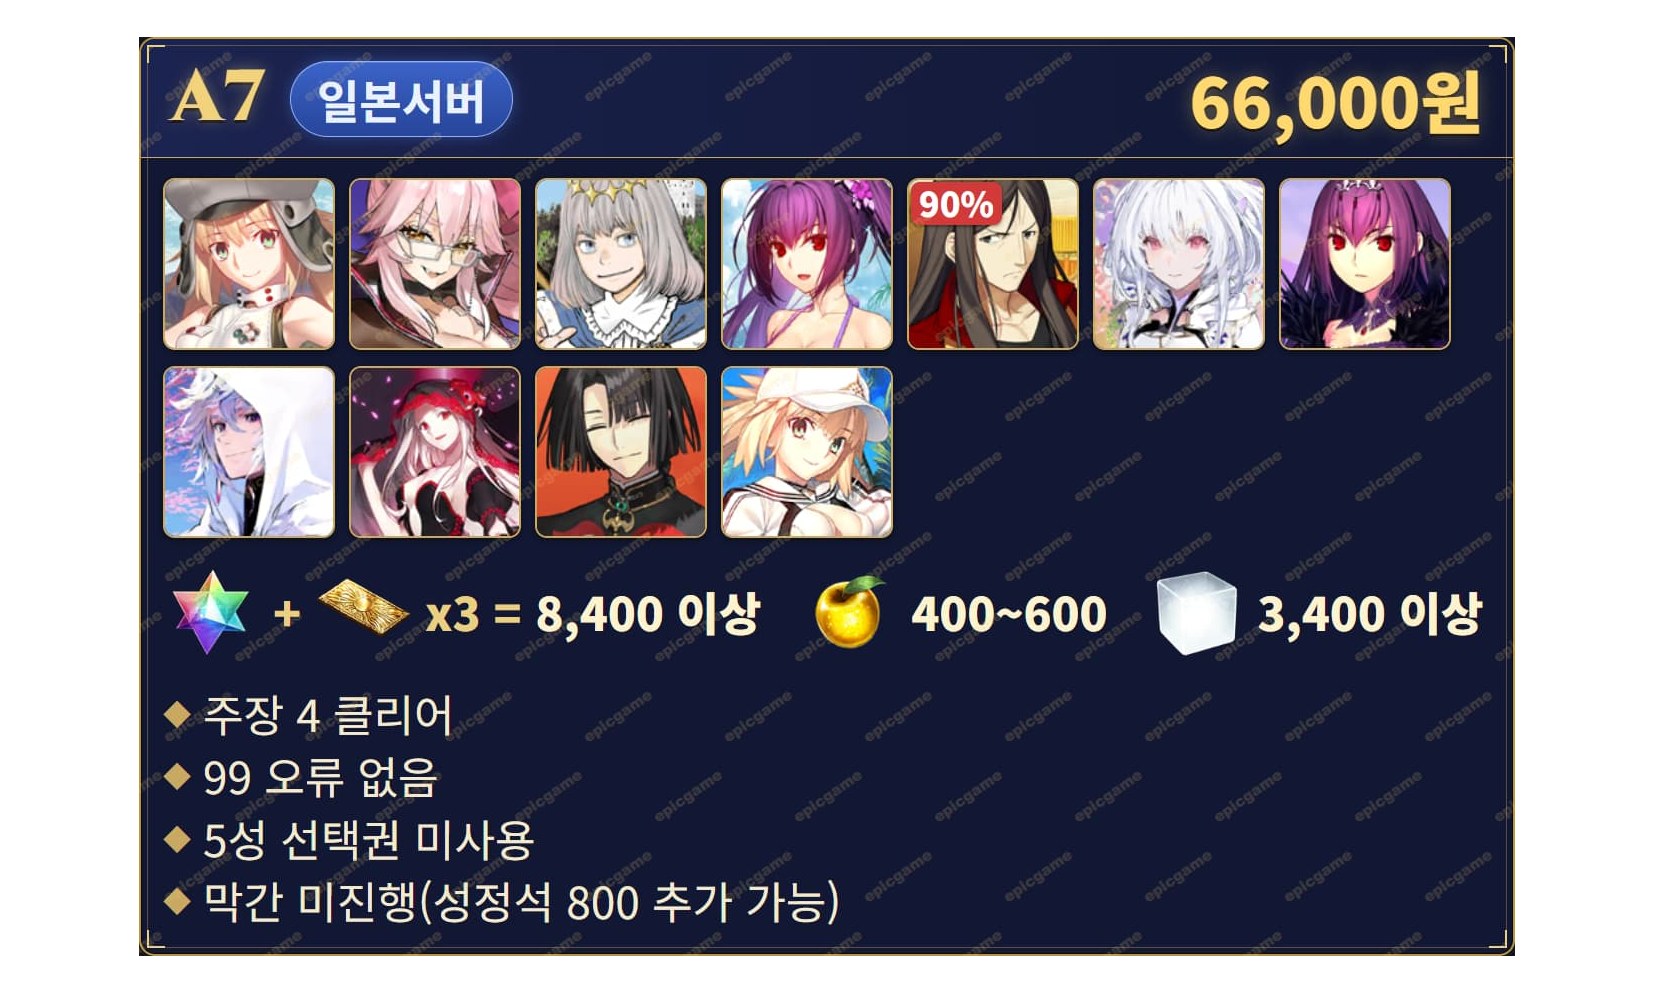 A7 일본서버 66,000원
90%
+ x3 = 8,400 이상 400~600 3,400 이상
주장 4 클리어
99 오류 없음
5성 선택권 미사용
막간 미진행(성정석 800 추가 가능)
epicgame